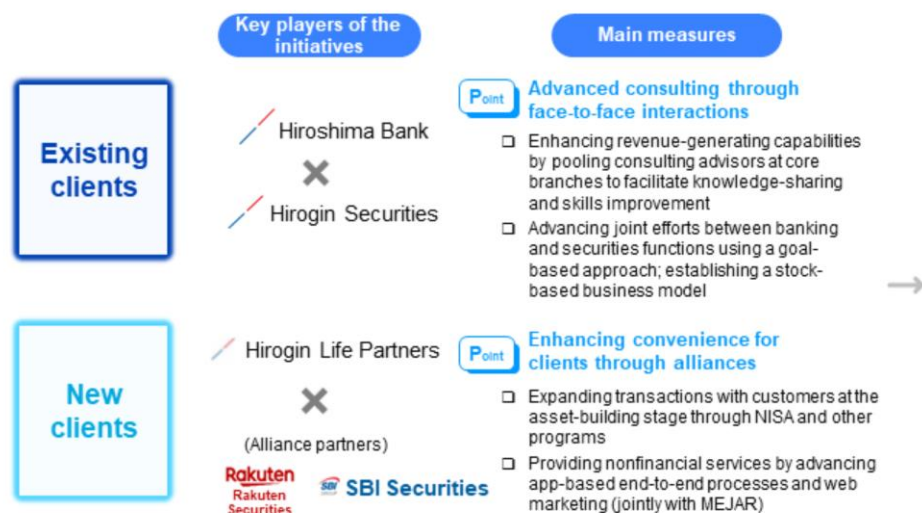 Key players of the
initiatives
Main measures
Existing
clients
Hiroshima Bank
×
Hirogin Securities
Point
Advanced consulting through
face-to-face interactions
❑ Enhancing revenue-generating capabilities
by pooling consulting advisors at core
branches to facilitate knowledge-sharing
and skills improvement
❑ Advancing joint efforts between banking
and securities functions using a goal-
based approach; establishing a stock-
based business model
→
New
clients
Hirogin Life Partners
×
(Alliance partners)
Rakuten
Rakuten
Securities
SBI
GROUP
SBI Securities
Point
Enhancing convenience for
clients through alliances
❑ Expanding transactions with customers at the
asset-building stage through NISA and other
programs
❑ Providing nonfinancial services by advancing
app-based end-to-end processes and web
marketing (jointly with MEJAR)